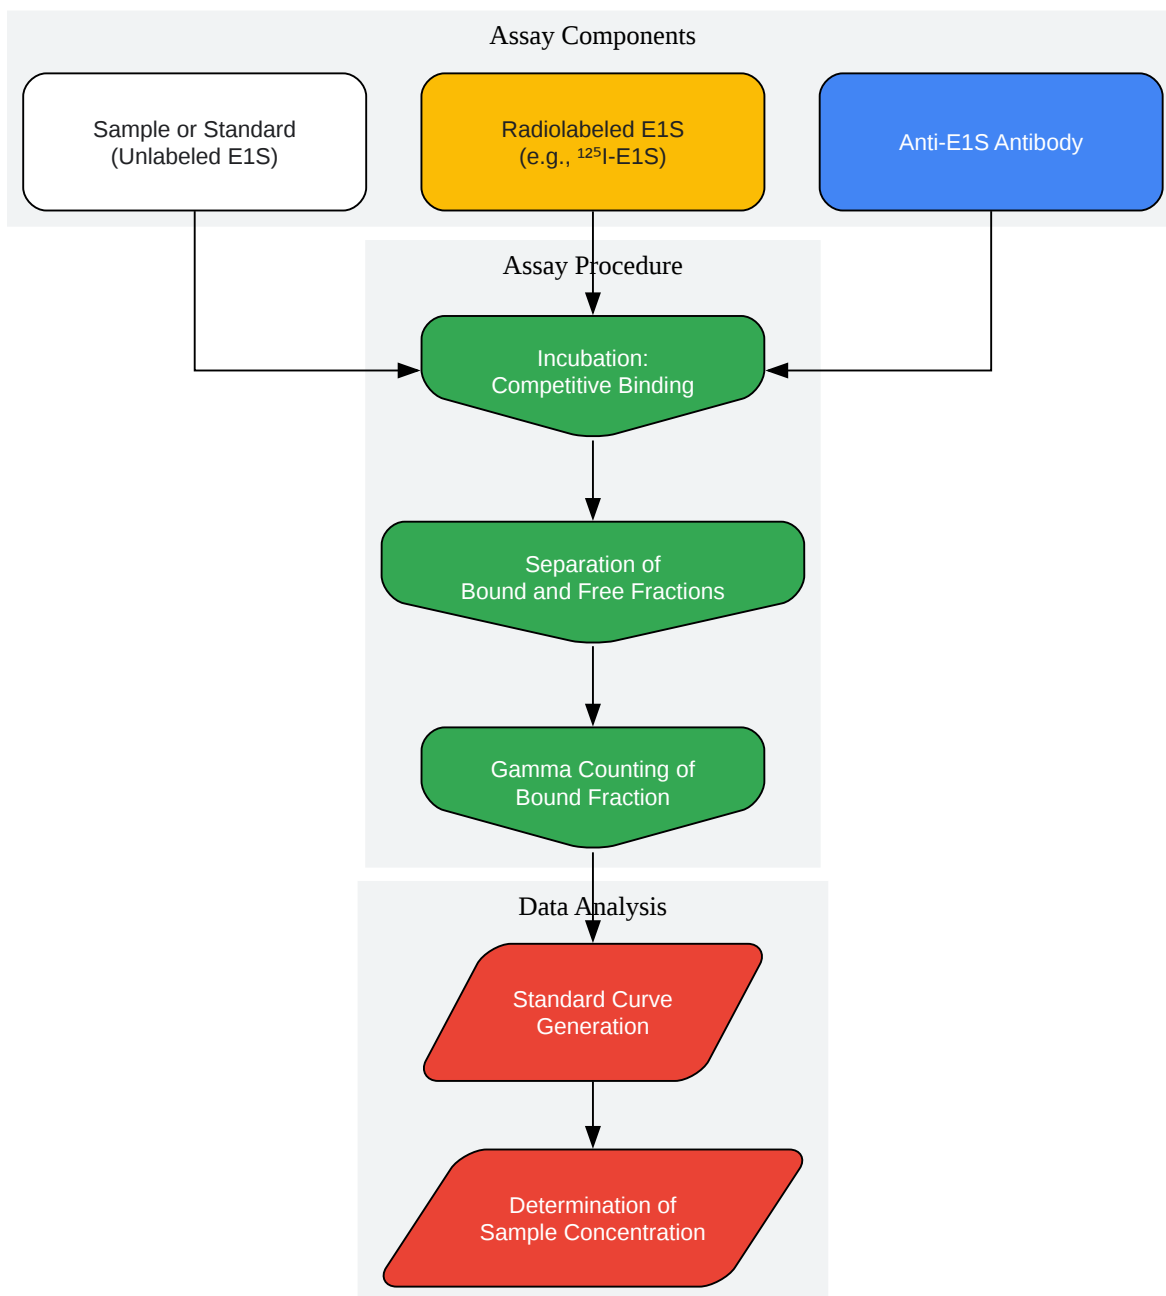 Assay Components
Sample or Standard
(Unlabeled E1S)
Radiolabeled E1S
(e.g., ¹²⁵I-E1S)
Anti-E1S Antibody
Assay Procedure
Incubation:
Competitive Binding
Separation of
Bound and Free Fractions
Gamma Counting of
Bound Fraction
Data Analysis
Standard Curve
Generation
Determination of
Sample Concentration